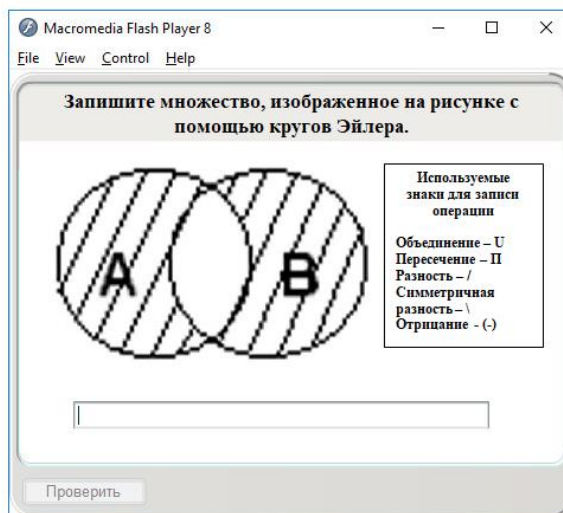 Macromedia Flash Player 8
File View Control Help
Запишите множество, изображенное на рисунке с
помощью кругов Эйлера.
A B
Используемые
знаки для записи
операции
Объединение – U
Пересечение – П
Разность – /
Симметричная
разность – \
Отрицание - (-)
Проверить